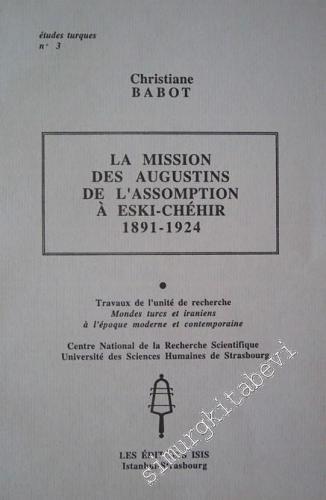 études turques
n° 3
Christiane
BABOT
LA MISSION
DES AUGUSTINS
DE L'ASSOMPTION
À ESKI-CHÉHIR
1891-1924
Travaux de l'unité de recherche
Mondes turcs et iraniens
à l'époque moderne et contemporaine
Centre National de la Recherche Scientifique
Université des Sciences Humaines de Strasbourg
LES ÉDITIONS ISIS
Istanbul-Strasbourg
simurgkitabevi